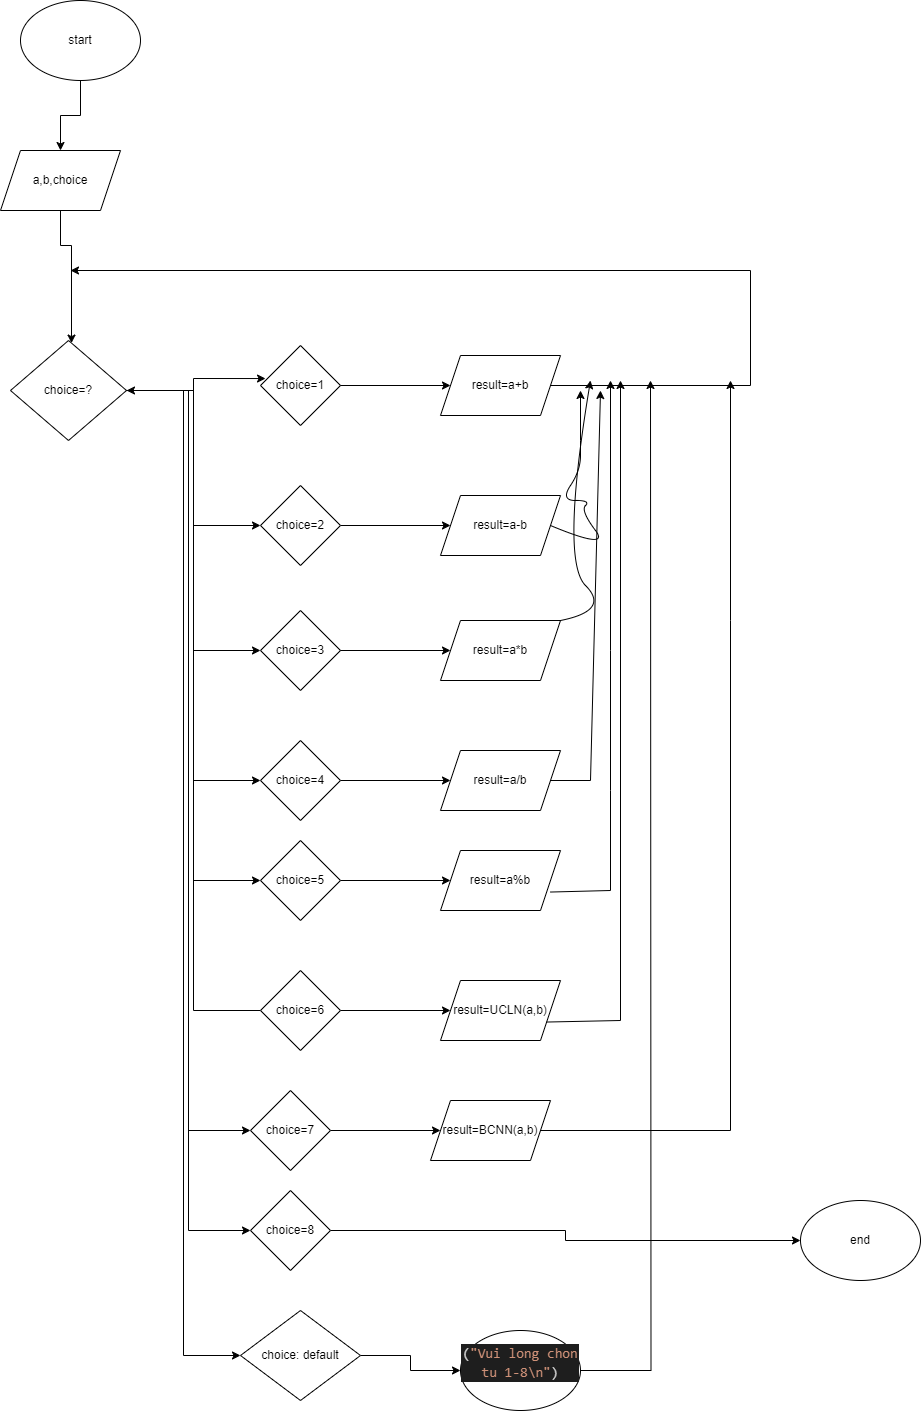 start
a,b,choice
choice=?
choice=1
result=a+b
choice=2
result=a-b
choice=3
result=a*b
choice=4
result=a/b
choice=5
result=a%b
choice=6
result=UCLN(a,b)
choice=7
result=BCNN(a,b)
choice=8
end
choice: default
("Vui long chon
tu 1-8\n")